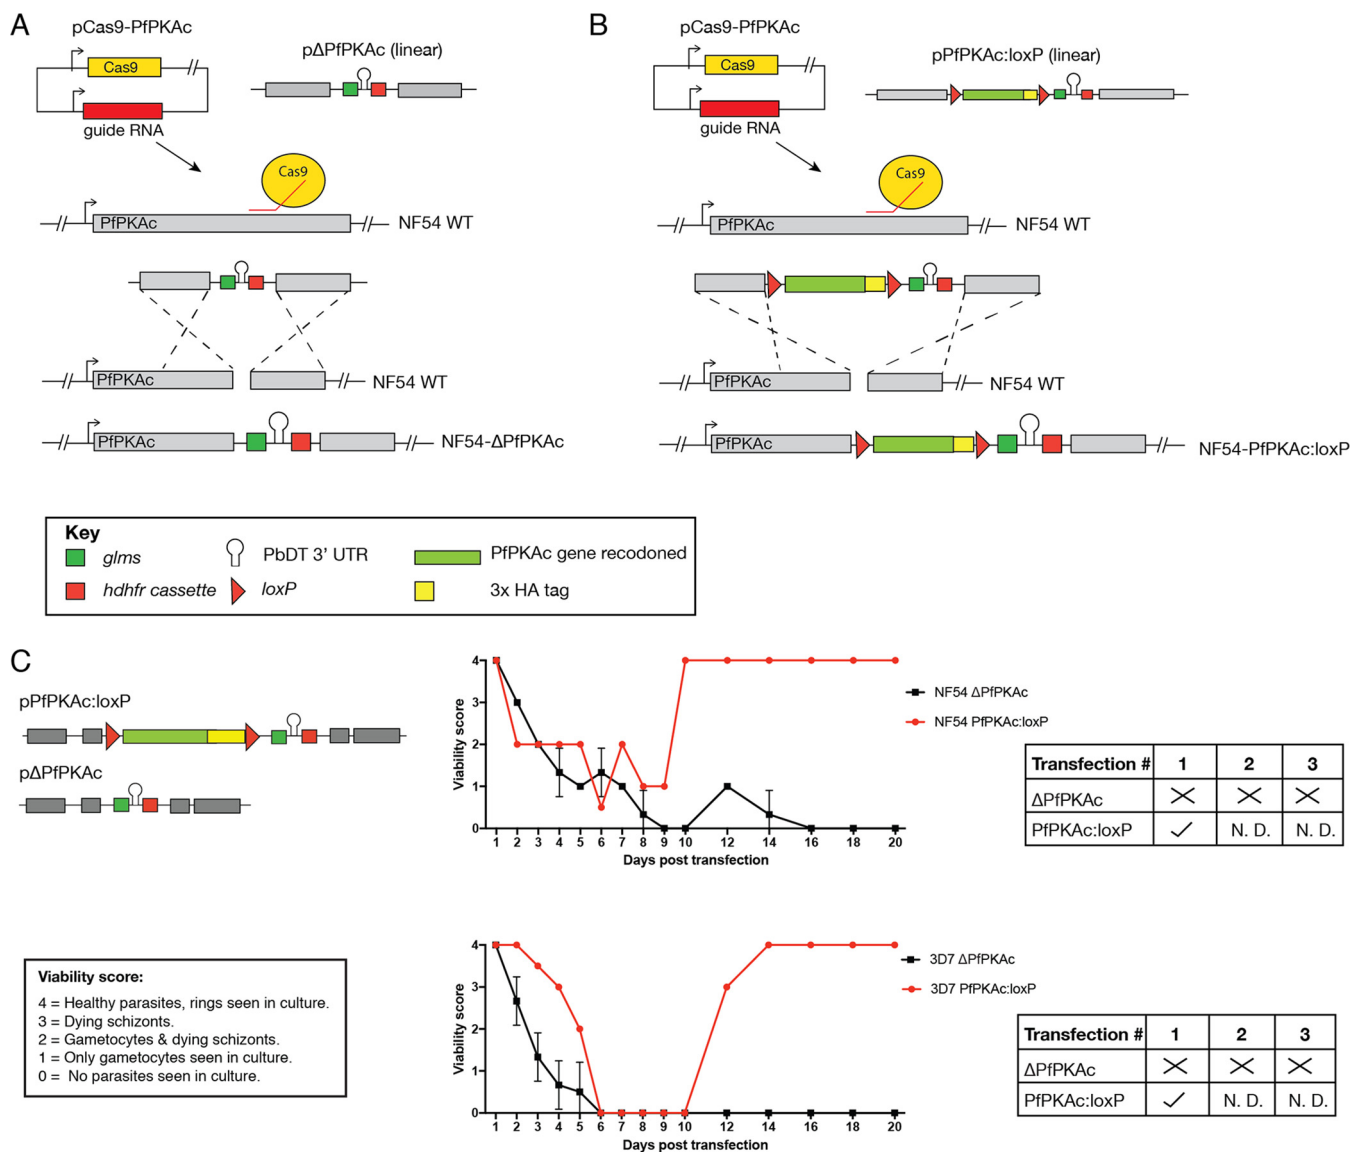 A
pCas9-PfPKAc
Cas9
guide RNA
pΔPfPKAc (linear)
Cas9
PfPKAc
NF54 WT
PfPKAc
NF54 WT
PfPKAc
NF54-ΔPfPKAc
B
pCas9-PfPKAc
Cas9
guide RNA
pPfPKAc:loxP (linear)
Cas9
PfPKAc
NF54 WT
PfPKAc
NF54 WT
PfPKAc
NF54-PfPKAc:loxP
Key
glms
PbDT 3' UTR
PfPKAc gene recodoned
hdhfr cassette
loxP
3x HA tag
C
pPfPKAc:loxP
pΔPfPKAc
Viability score
4
3
2
1
0
1 2 3 4 5 6 7 8 9 10 12 14 16 18 20
Days post transfection
NF54 ΔPfPKAc
NF54 PfPKAc:loxP
Transfection # 1 2 3
ΔPfPKAc
PfPKAc:loxP N. D. N. D.
Viability score:
4 = Healthy parasites, rings seen in culture.
3 = Dying schizonts.
2 = Gametocytes & dying schizonts.
1 = Only gametocytes seen in culture.
0 = No parasites seen in culture.
Viability score
4
3
2
1
0
1 2 3 4 5 6 7 8 9 10 12 14 16 18 20
Days post transfection
3D7 ΔPfPKAc
3D7 PfPKAc:loxP
Transfection # 1 2 3
ΔPfPKAc
PfPKAc:loxP N. D. N. D.